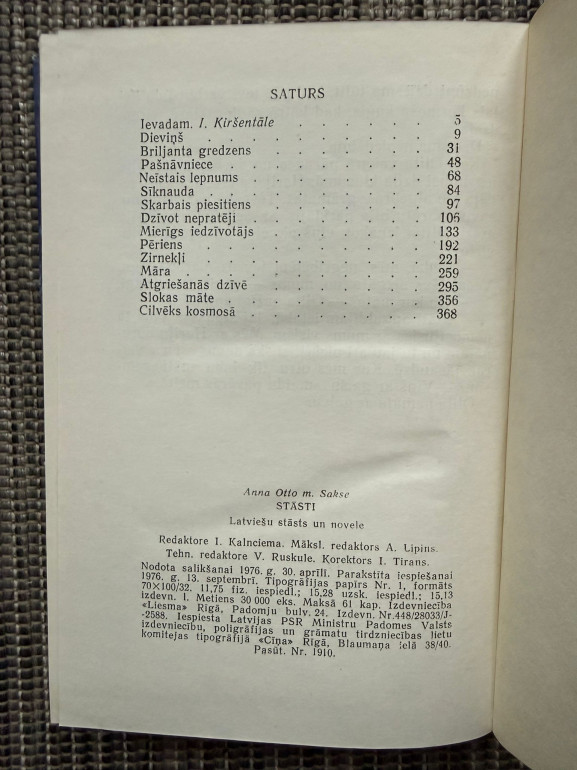 SATURS
Ievadam. I. Kiršentāle . . . . . . 5
Dieviņš . . . . . . . . . 9
Briljanta gredzens . . . . . . . 31
Pašnāvniece . . . . . . . . 48
Neīstais lepnums . . . . . . . 68
Sīknauda . . . . . . . . . 84
Skarbais piesitiens . . . . . . . 97
Dzīvot nepratēji . . . . . . . 106
Mierīgs iedzīvotājs . . . . . . . 133
Pēriens . . . . . . . . . 192
Zirnekļi . . . . . . . . . 221
Māra . . . . . . . . . . 259
Atgriešanās dzīvē . . . . . . . 295
Slokas māte . . . . . . . . 356
Cilvēks kosmosā . . . . . . . 368
Anna Otto m. Sakse
STĀSTI
Latviešu stāsts un novele
Redaktore I. Kalnciema. Māksl. redaktors A. Lipins.
Tehn. redaktore V. Ruskule. Korektors I. Tirans.
Nodota salikšanai 1976. g. 30. aprīlī. Parakstīta iespiešanai
1976. g. 13. septembrī. Tipogrāfijas papīrs Nr. 1, formāts
70×100/32. 11,75 fiz. iespiedl.; 15,28 uzsk. iespiedl.; 15,13
izdevn. l. Metiens 30 000 eks. Maksā 61 kap. Izdevniecība
«Liesma» Rīgā, Padomju bulv. 24. Izdevn. Nr.448/28033/J-
-2588. Iespiesta Latvijas PSR Ministru Padomes Valsts
izdevniecību, poligrāfijas un grāmatu tirdzniecības lietu
komitejas tipogrāfijā «Cīņa» Rīgā, Blaumaņa ielā 38/40.
Pasūt. Nr. 1910.